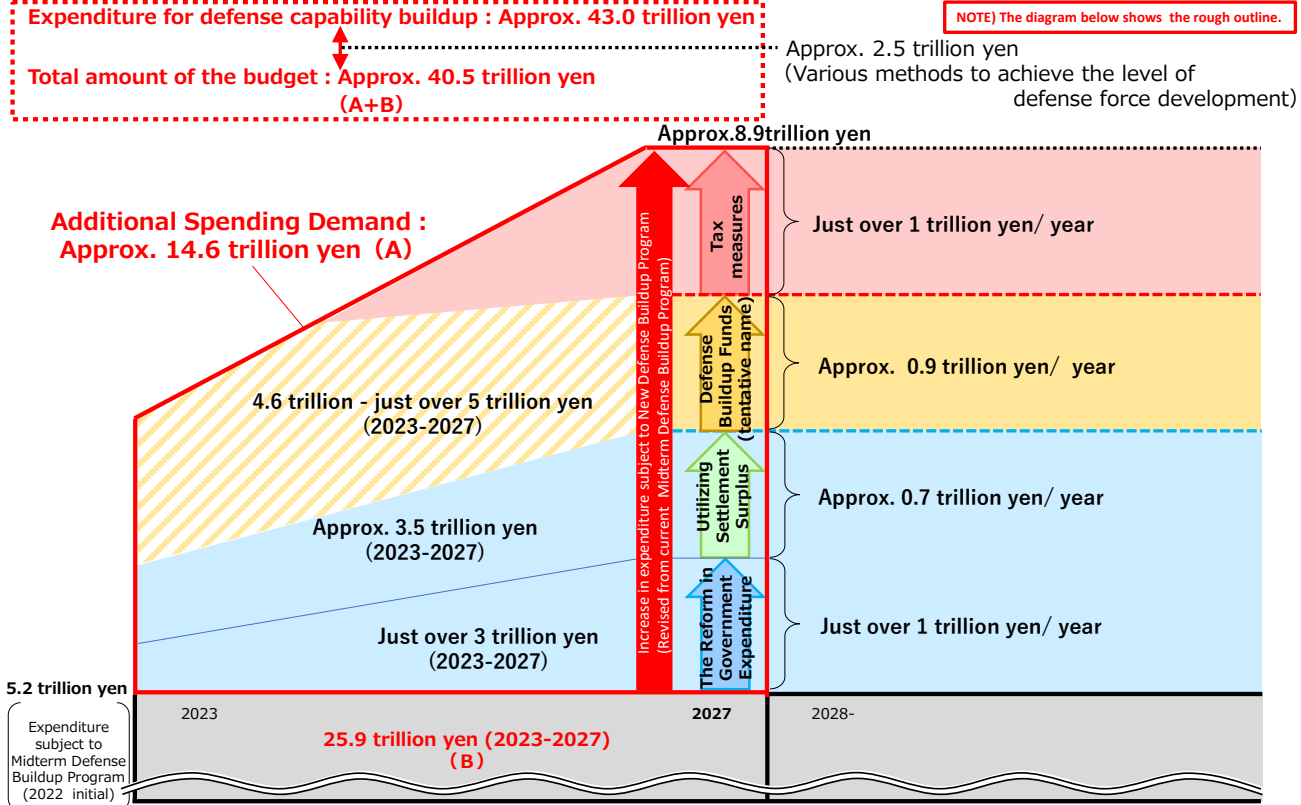 Expenditure for defense capability buildup : Approx. 43.0 trillion yen
NOTE) The diagram below shows the rough outline.
Approx. 2.5 trillion yen
(Various methods to achieve the level of
defense force development)
Total amount of the budget : Approx. 40.5 trillion yen
(A+B)
Approx.8.9trillion yen
Additional Spending Demand :
Approx. 14.6 trillion yen (A)
Increase in expenditure subject to New Defense Buildup Program
(Revised from current Midterm Defense Buildup Program)
Tax
measures
Just over 1 trillion yen/ year
Defense
Buildup Funds
(tentative name)
Approx. 0.9 trillion yen/ year
4.6 trillion - just over 5 trillion yen
(2023-2027)
Utilizing
Settlement
Surplus
Approx. 0.7 trillion yen/ year
Approx. 3.5 trillion yen
(2023-2027)
The Reform in
Government
Expenditure
Just over 1 trillion yen/ year
Just over 3 trillion yen
(2023-2027)
5.2 trillion yen
Expenditure
subject to
Midterm Defense
Buildup Program
(2022 initial)
2023
2027
2028-
25.9 trillion yen (2023-2027)
(B)